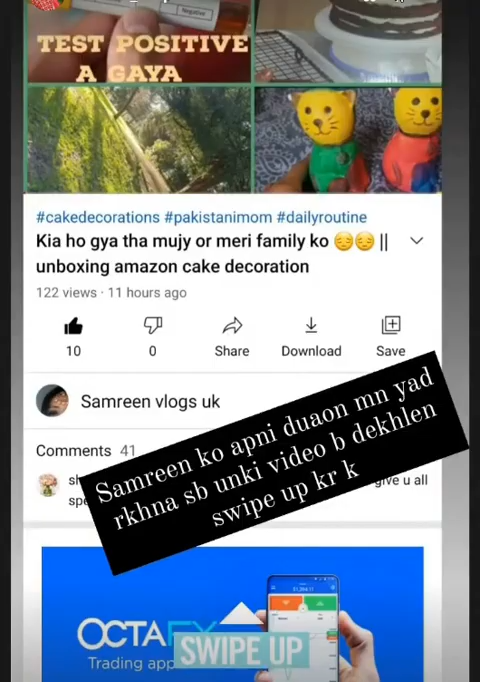 Negative
TEST POSITIVE
A GAYA
#cakedecorations #pakistanimom #dailyroutine
Kia ho gya tha mujy or meri family ko 😔😔 ||
unboxing amazon cake decoration
122 views · 11 hours ago
10
0
Share
Download
Save
Samreen vlogs uk
Comments 41
give u all
Samreen ko apni duaon mn yad
rkhna sb unki video b dekhlen
swipe up kr k
OCTAFX
Trading app
SWIPE UP